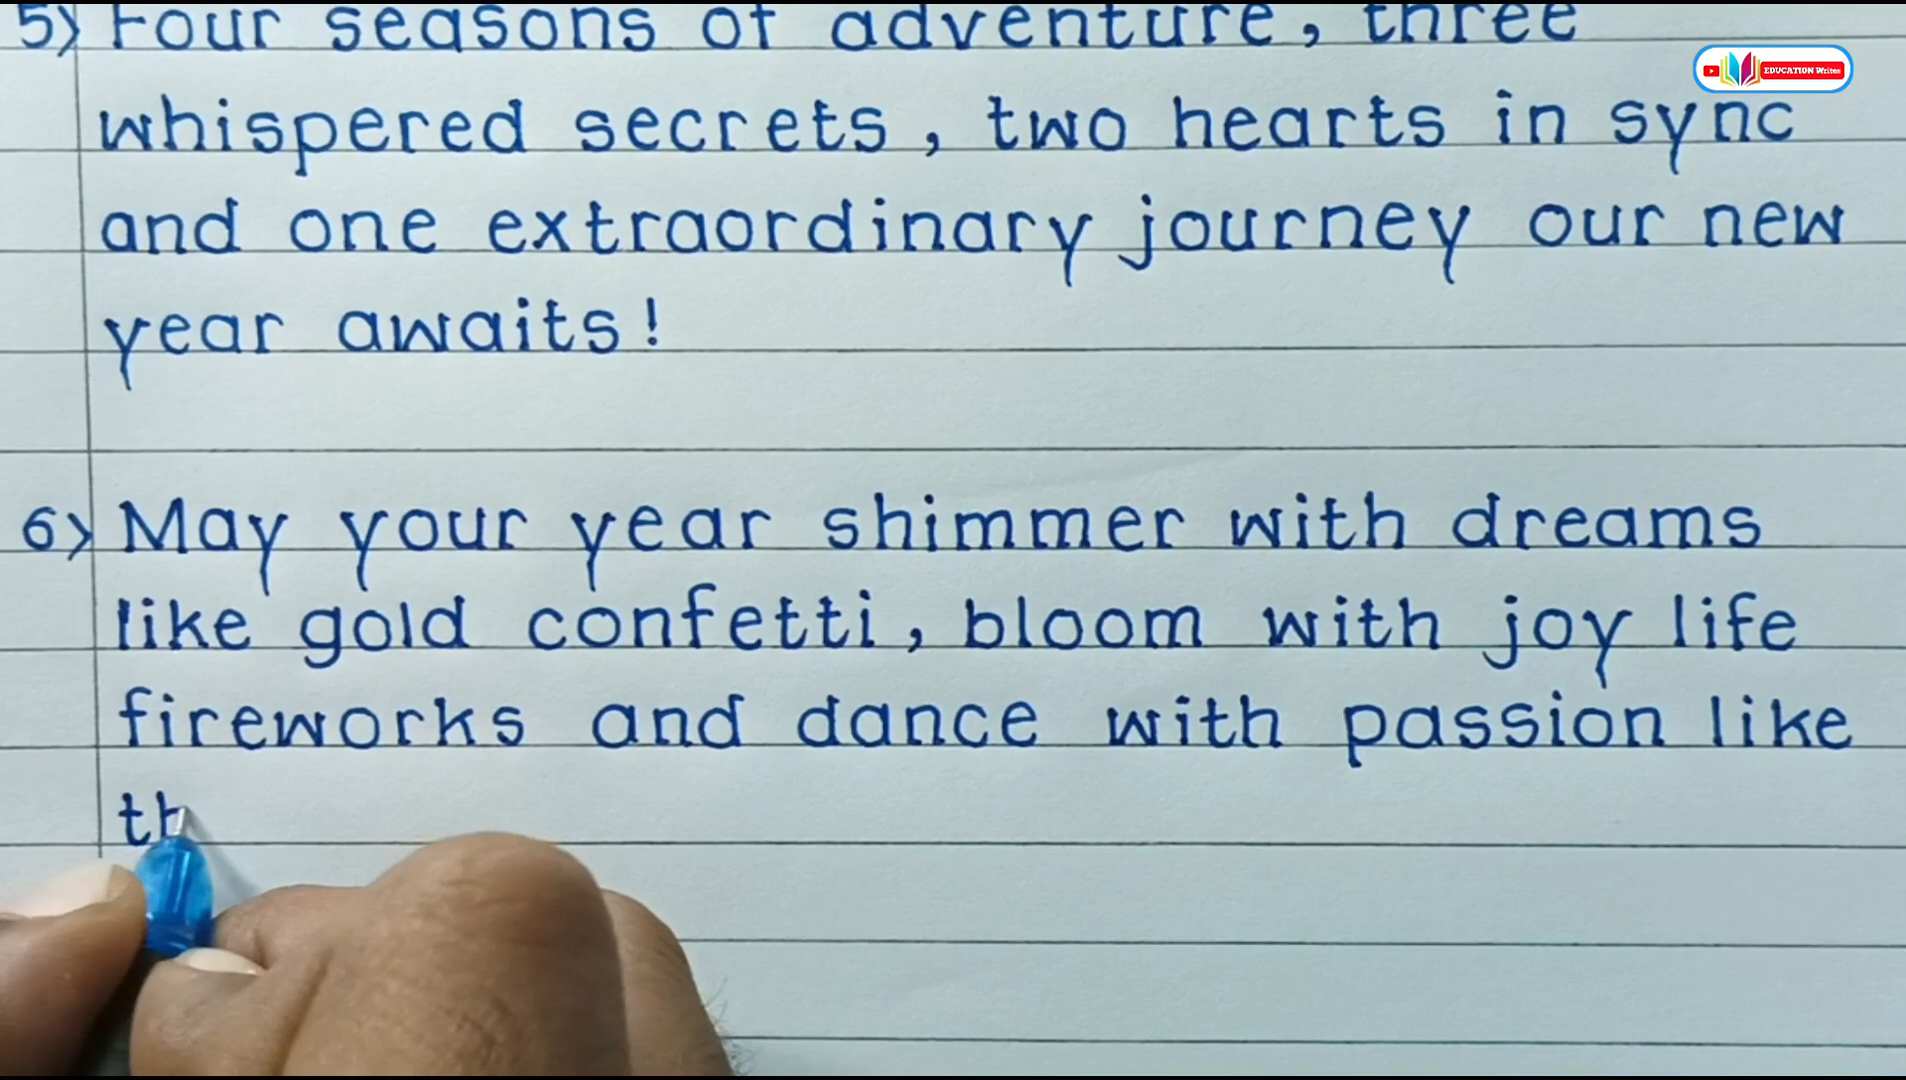 5) Four seasons of adventure, three
EDUCATION Writes
whispered secrets, two hearts in sync
and one extraordinary journey our new
year awaits!
6) May your year shimmer with dreams
like gold confetti, bloom with joy life
fireworks and dance with passion like
th